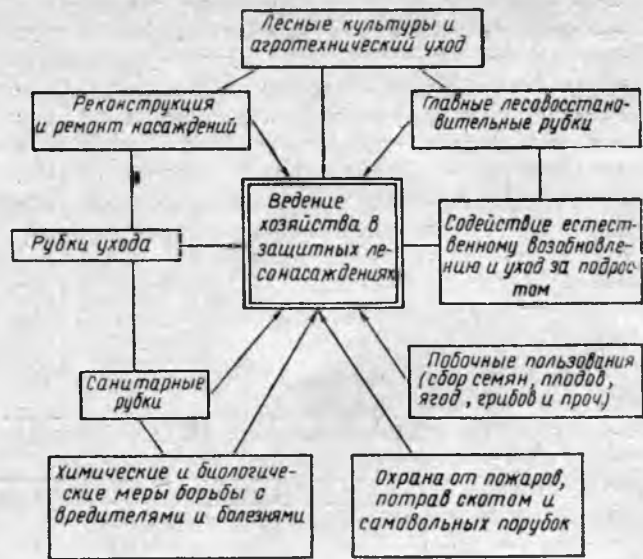 Лесные культуры и
агротехнический уход
Реконструкция
и ремонт насаждений
Главные лесовосстано-
вительные рубки
Ведение
хозяйства в
защитных ле-
сонасаждениях
Рубки ухода
Содействие естест-
венному возобновле-
нию и уход за подрос-
том
Санитарные
рубки
Побочные пользования
(сбор семян, плодов,
ягод, грибов и проч.)
Химические и биологиче-
ские меры борьбы с
вредителями и болезнями
Охрана от пожаров,
потрав скотом и
самовольных порубок